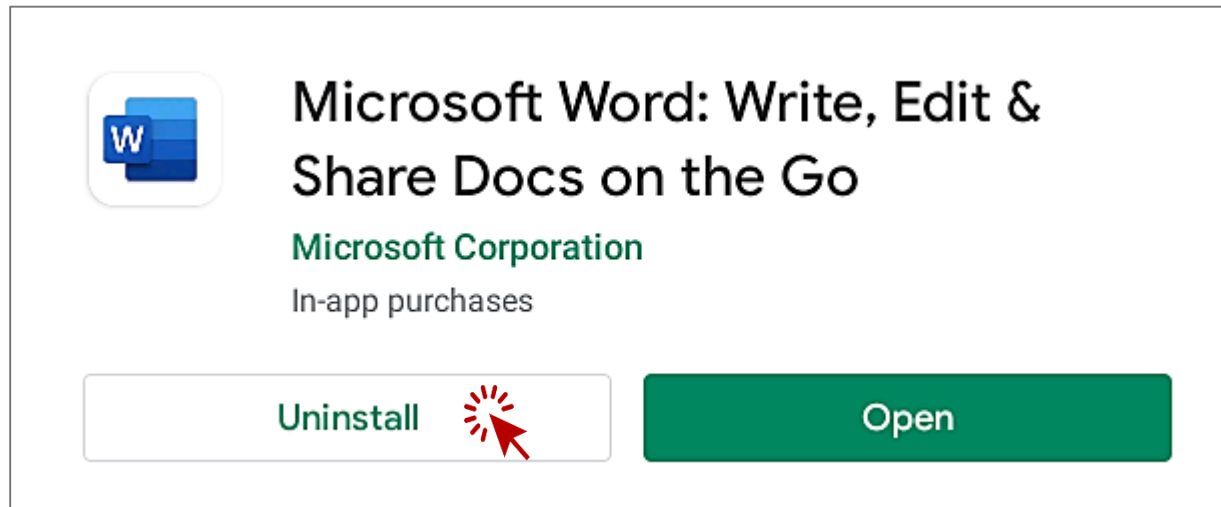 W
Microsoft Word: Write, Edit &
Share Docs on the Go
Microsoft Corporation
In-app purchases
Uninstall
Open